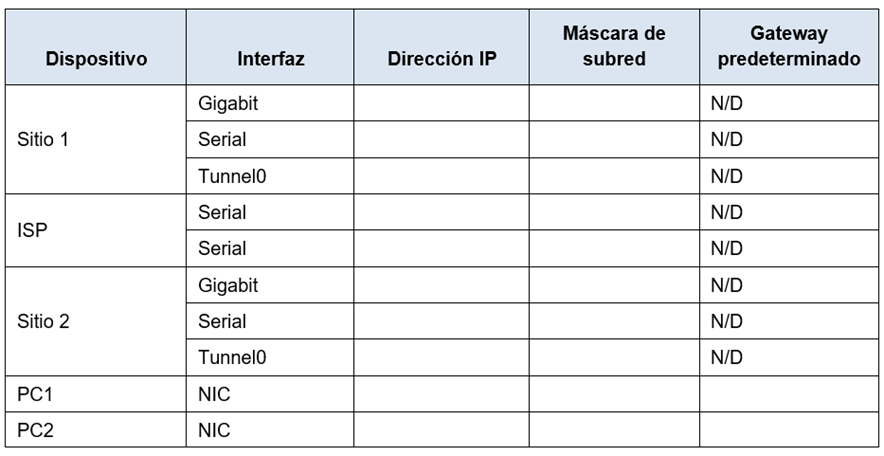 Dispositivo Interfaz Dirección IP Máscara de subred Gateway predeterminado
Sitio 1 Gigabit N/D
Serial N/D
Tunnel0 N/D
ISP Serial N/D
Serial N/D
Sitio 2 Gigabit N/D
Serial N/D
Tunnel0 N/D
PC1 NIC
PC2 NIC